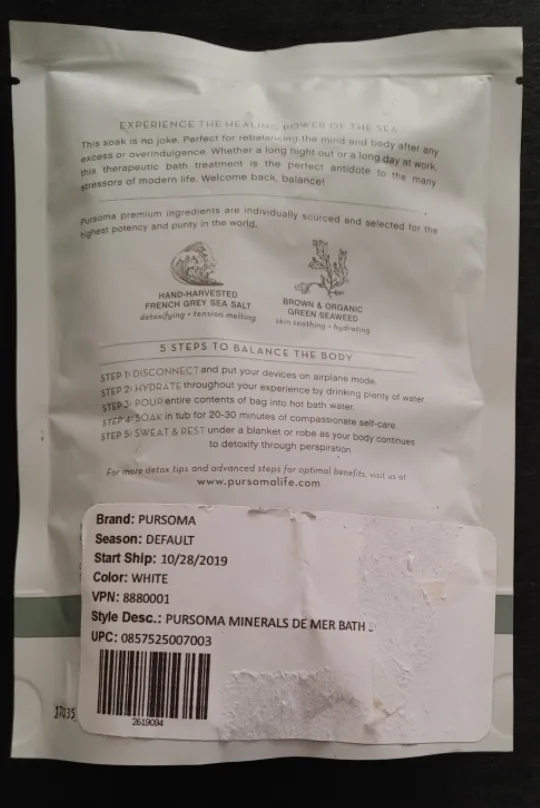 EXPERIENCE THE HEALING POWER OF THE SEA
This soak is no joke. Perfect for rebalancing the mind and body after any
excess or overindulgence. Whether a long night out or a long day at work,
this therapeutic bath treatment is the perfect antidote to the many
stressors of modern life. Welcome back, balance!
Pursoma premium ingredients are individually sourced and selected for the
highest potency and purity in the world.
HAND-HARVESTED
FRENCH GREY SEA SALT
detoxifying + tension melting
BROWN & ORGANIC
GREEN SEAWEED
skin soothing + hydrating
5 STEPS TO BALANCE THE BODY
STEP 1: DISCONNECT and put your devices on airplane mode.
STEP 2: HYDRATE throughout your experience by drinking plenty of water
STEP 3: POUR entire contents of bag into hot bath water.
STEP 4: SOAK in tub for 20-30 minutes of compassionate self-care.
STEP 5: SWEAT & REST under a blanket or robe as your body continues
to detoxify through perspiration.
For more detox tips and advanced steps for optimal benefits, visit us at
www.pursomalife.com
Brand: PURSOMA
Season: DEFAULT
Start Ship: 10/28/2019
Color: WHITE
VPN: 8880001
Style Desc.: PURSOMA MINERALS DE MER BATH
UPC: 0857525007003
2619094